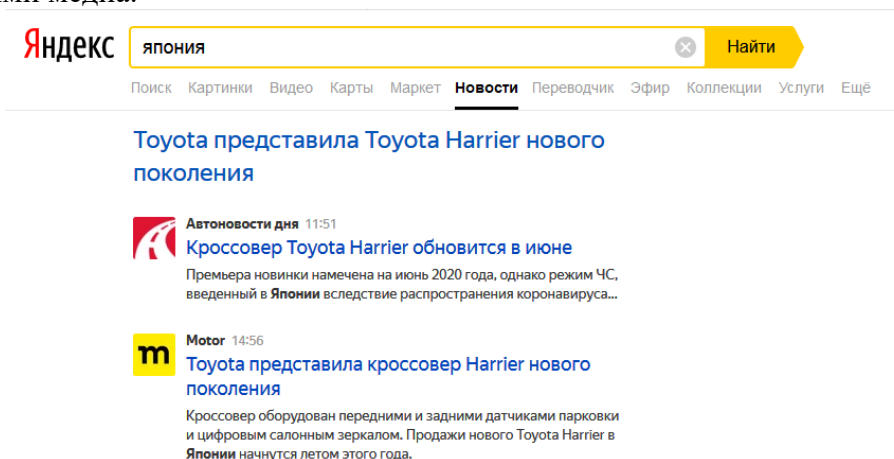 Яндекс япония Найти
Поиск Картинки Видео Карты Маркет Новости Переводчик Эфир Коллекции Услуги Ещё
Toyota представила Toyota Harrier нового
поколения
Автоновости дня 11:51
Кроссовер Toyota Harrier обновится в июне
Премьера новинки намечена на июнь 2020 года, однако режим ЧС,
введенный в Японии вследствие распространения коронавируса...
m Motor 14:56
Toyota представила кроссовер Harrier нового
поколения
Кроссовер оборудован передними и задними датчиками парковки
и цифровым салонным зеркалом. Продажи нового Toyota Harrier в
Японии начнутся летом этого года.